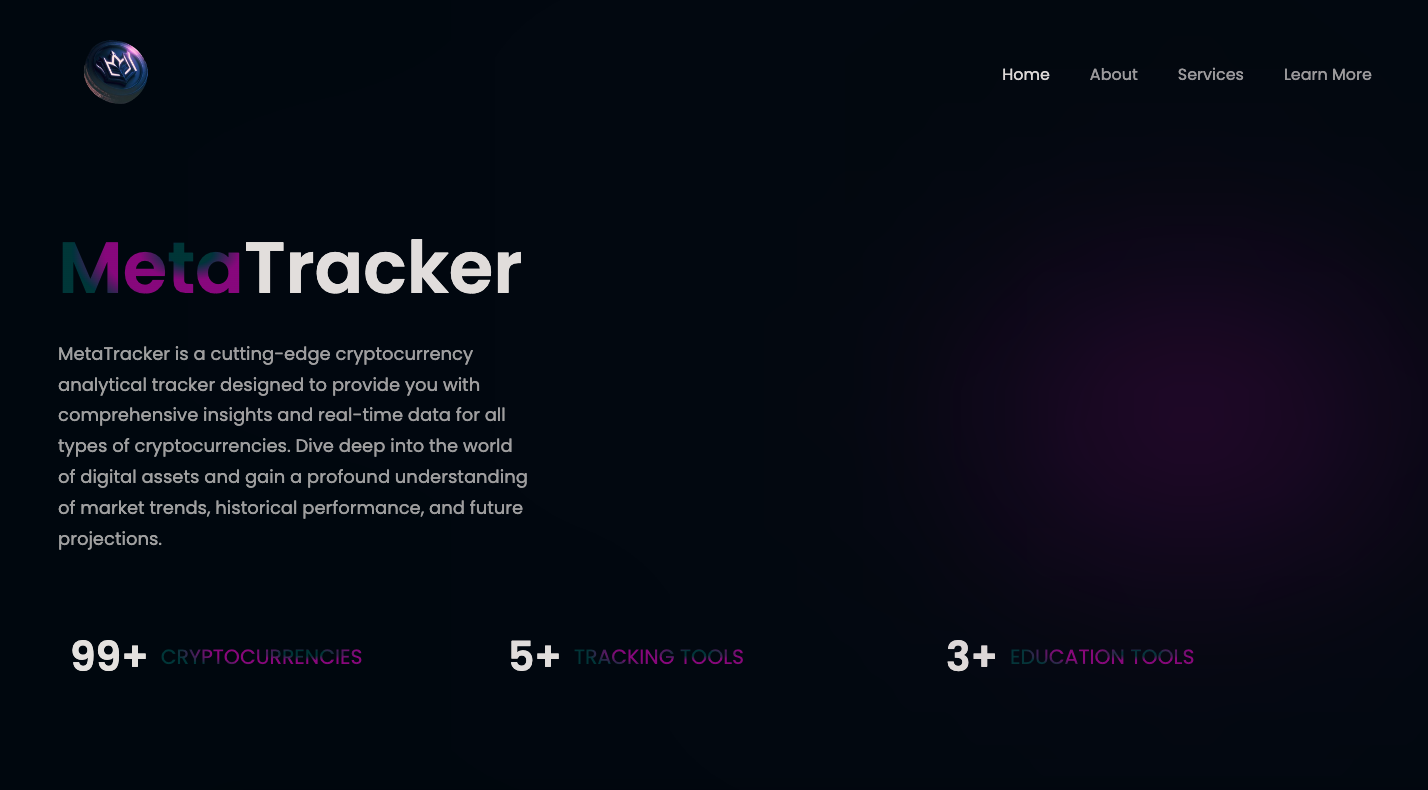 Home About Services Learn More
MetaTracker
MetaTracker is a cutting-edge cryptocurrency
analytical tracker designed to provide you with
comprehensive insights and real-time data for all
types of cryptocurrencies. Dive deep into the world
of digital assets and gain a profound understanding
of market trends, historical performance, and future
projections.
99+ CRYPTOCURRENCIES 5+ TRACKING TOOLS 3+ EDUCATION TOOLS